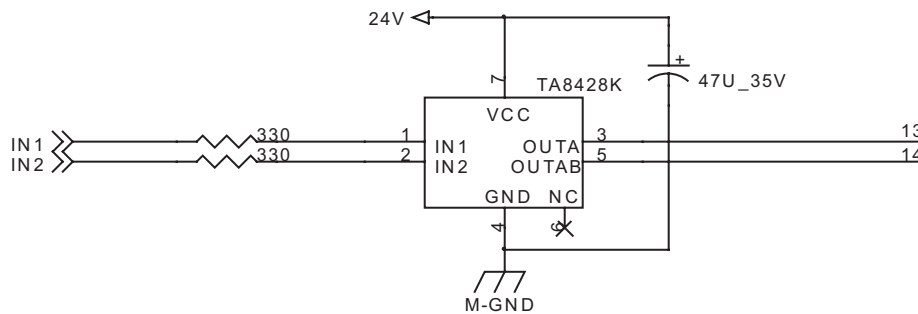 24V
7
TA8428K
+
47U_35V
VCC
IN1
330
1
IN1
OUTA
3
13
IN2
330
2
IN2
OUTAB
5
14
GND
NC
4
6
M-GND